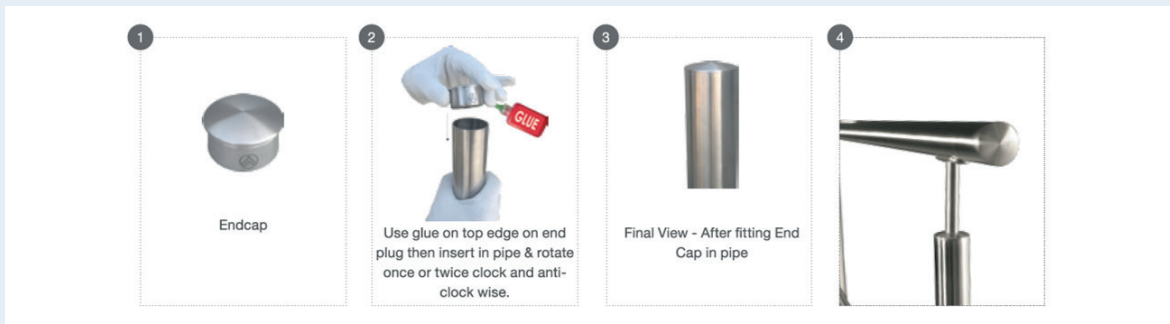 1
2
3
4
GLUE
Endcap
Use glue on top edge on end
plug then insert in pipe & rotate
once or twice clock and anti-
clock wise.
Final View - After fitting End
Cap in pipe